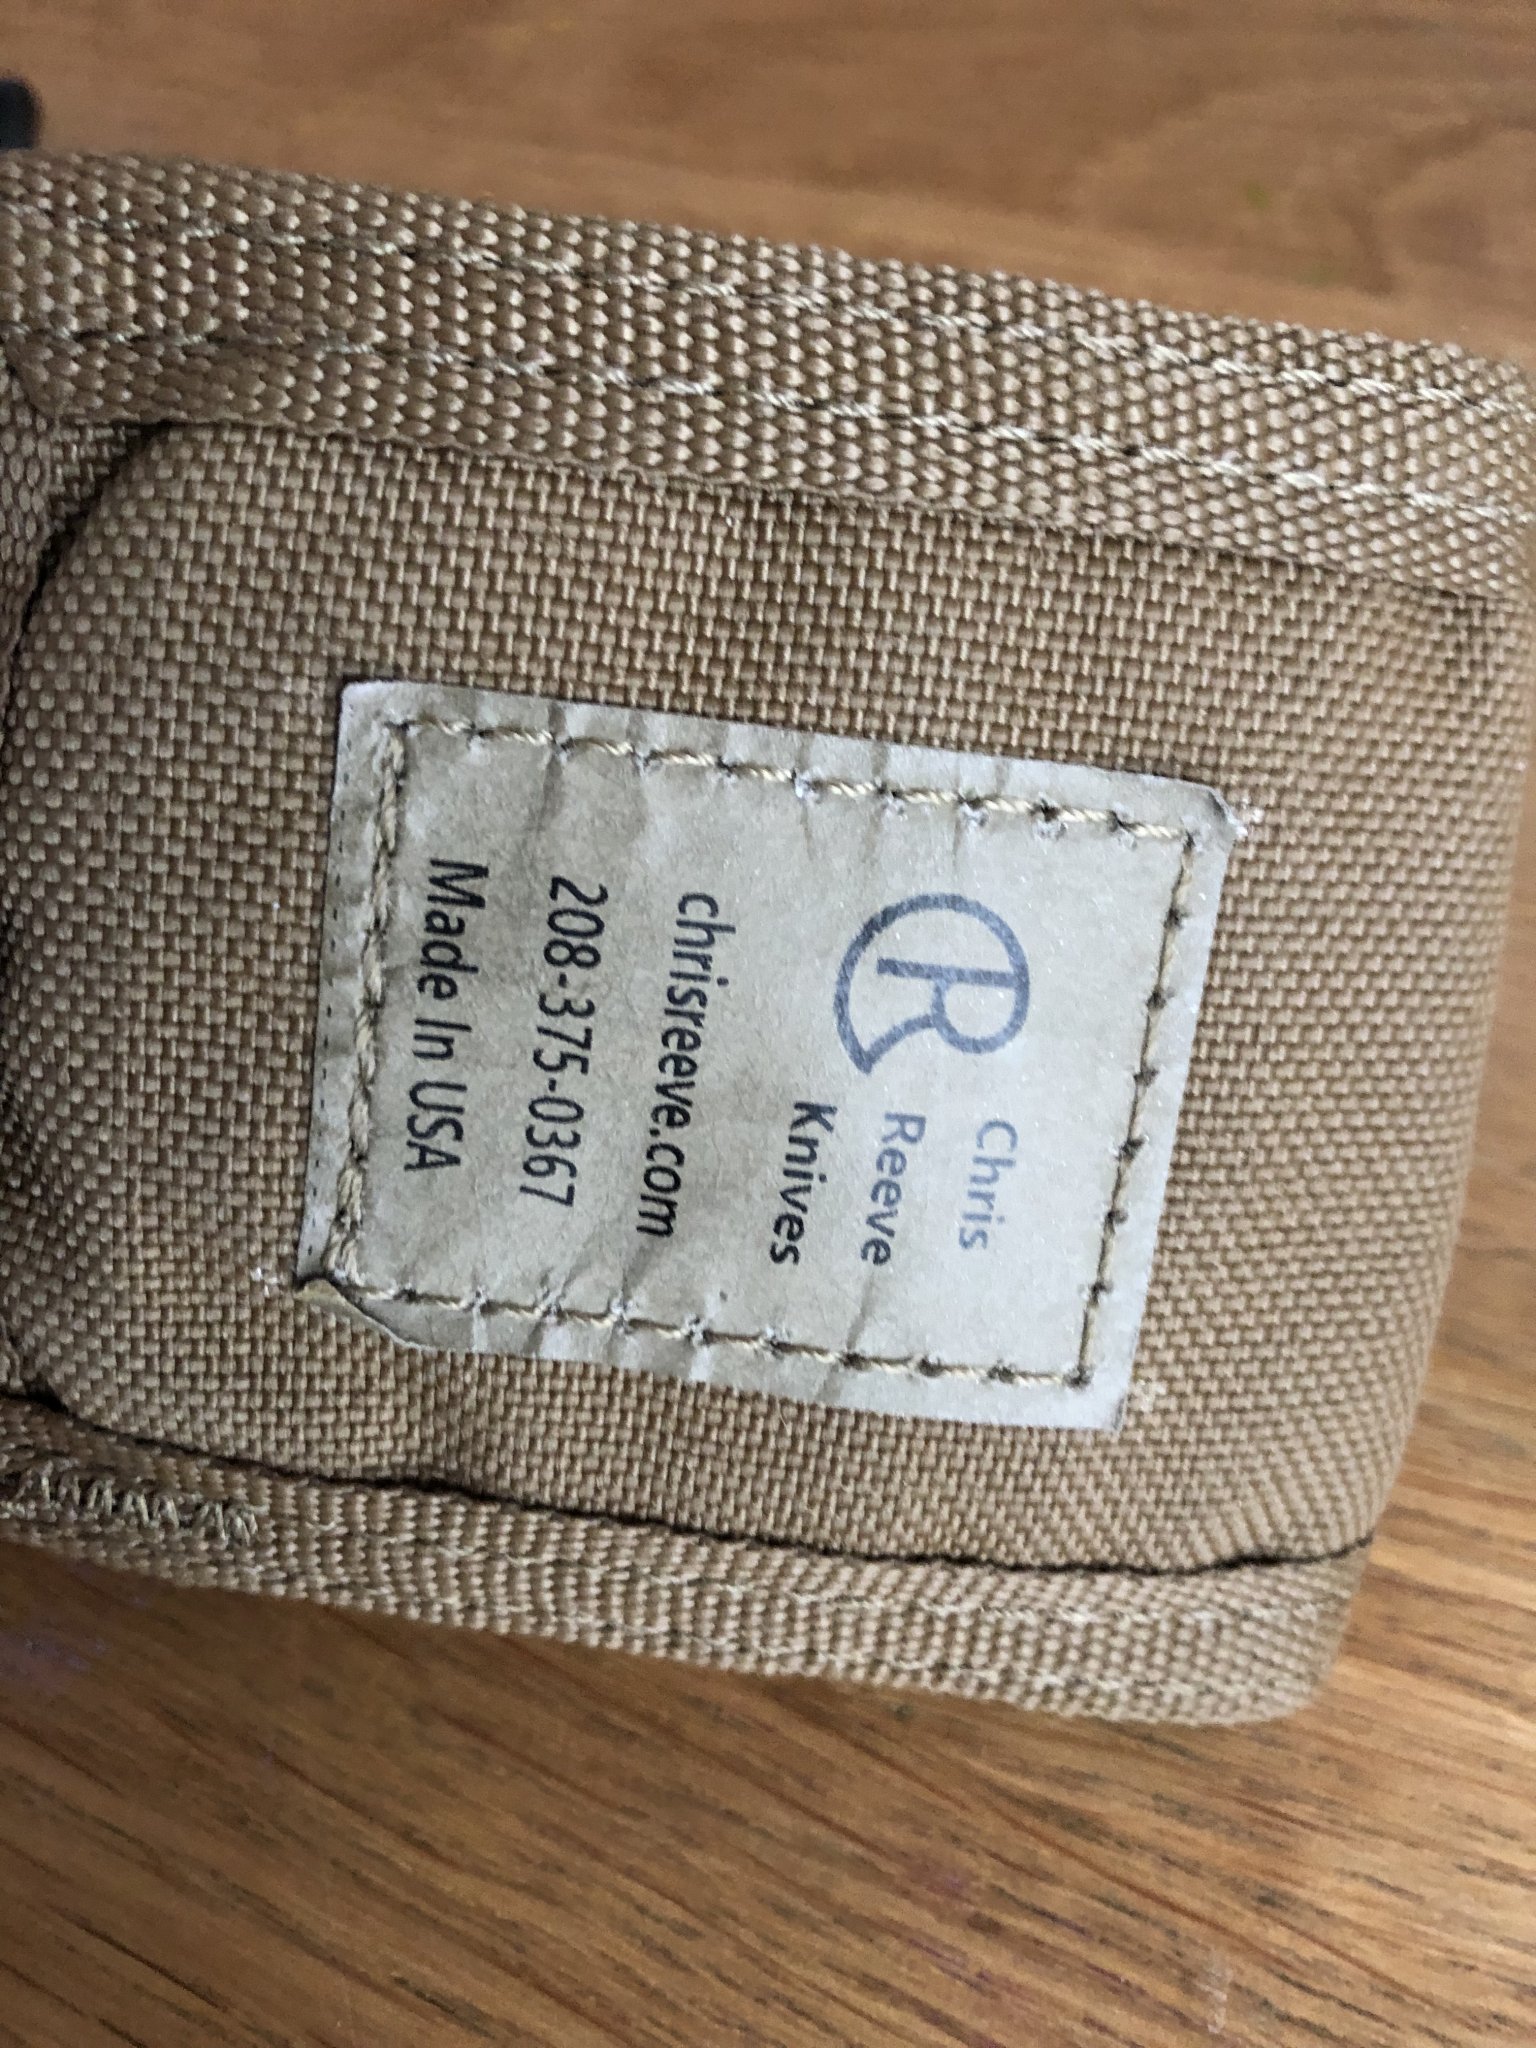 Chris
Reeve
Knives
chrisreeve.com
208-375-0367
Made In USA